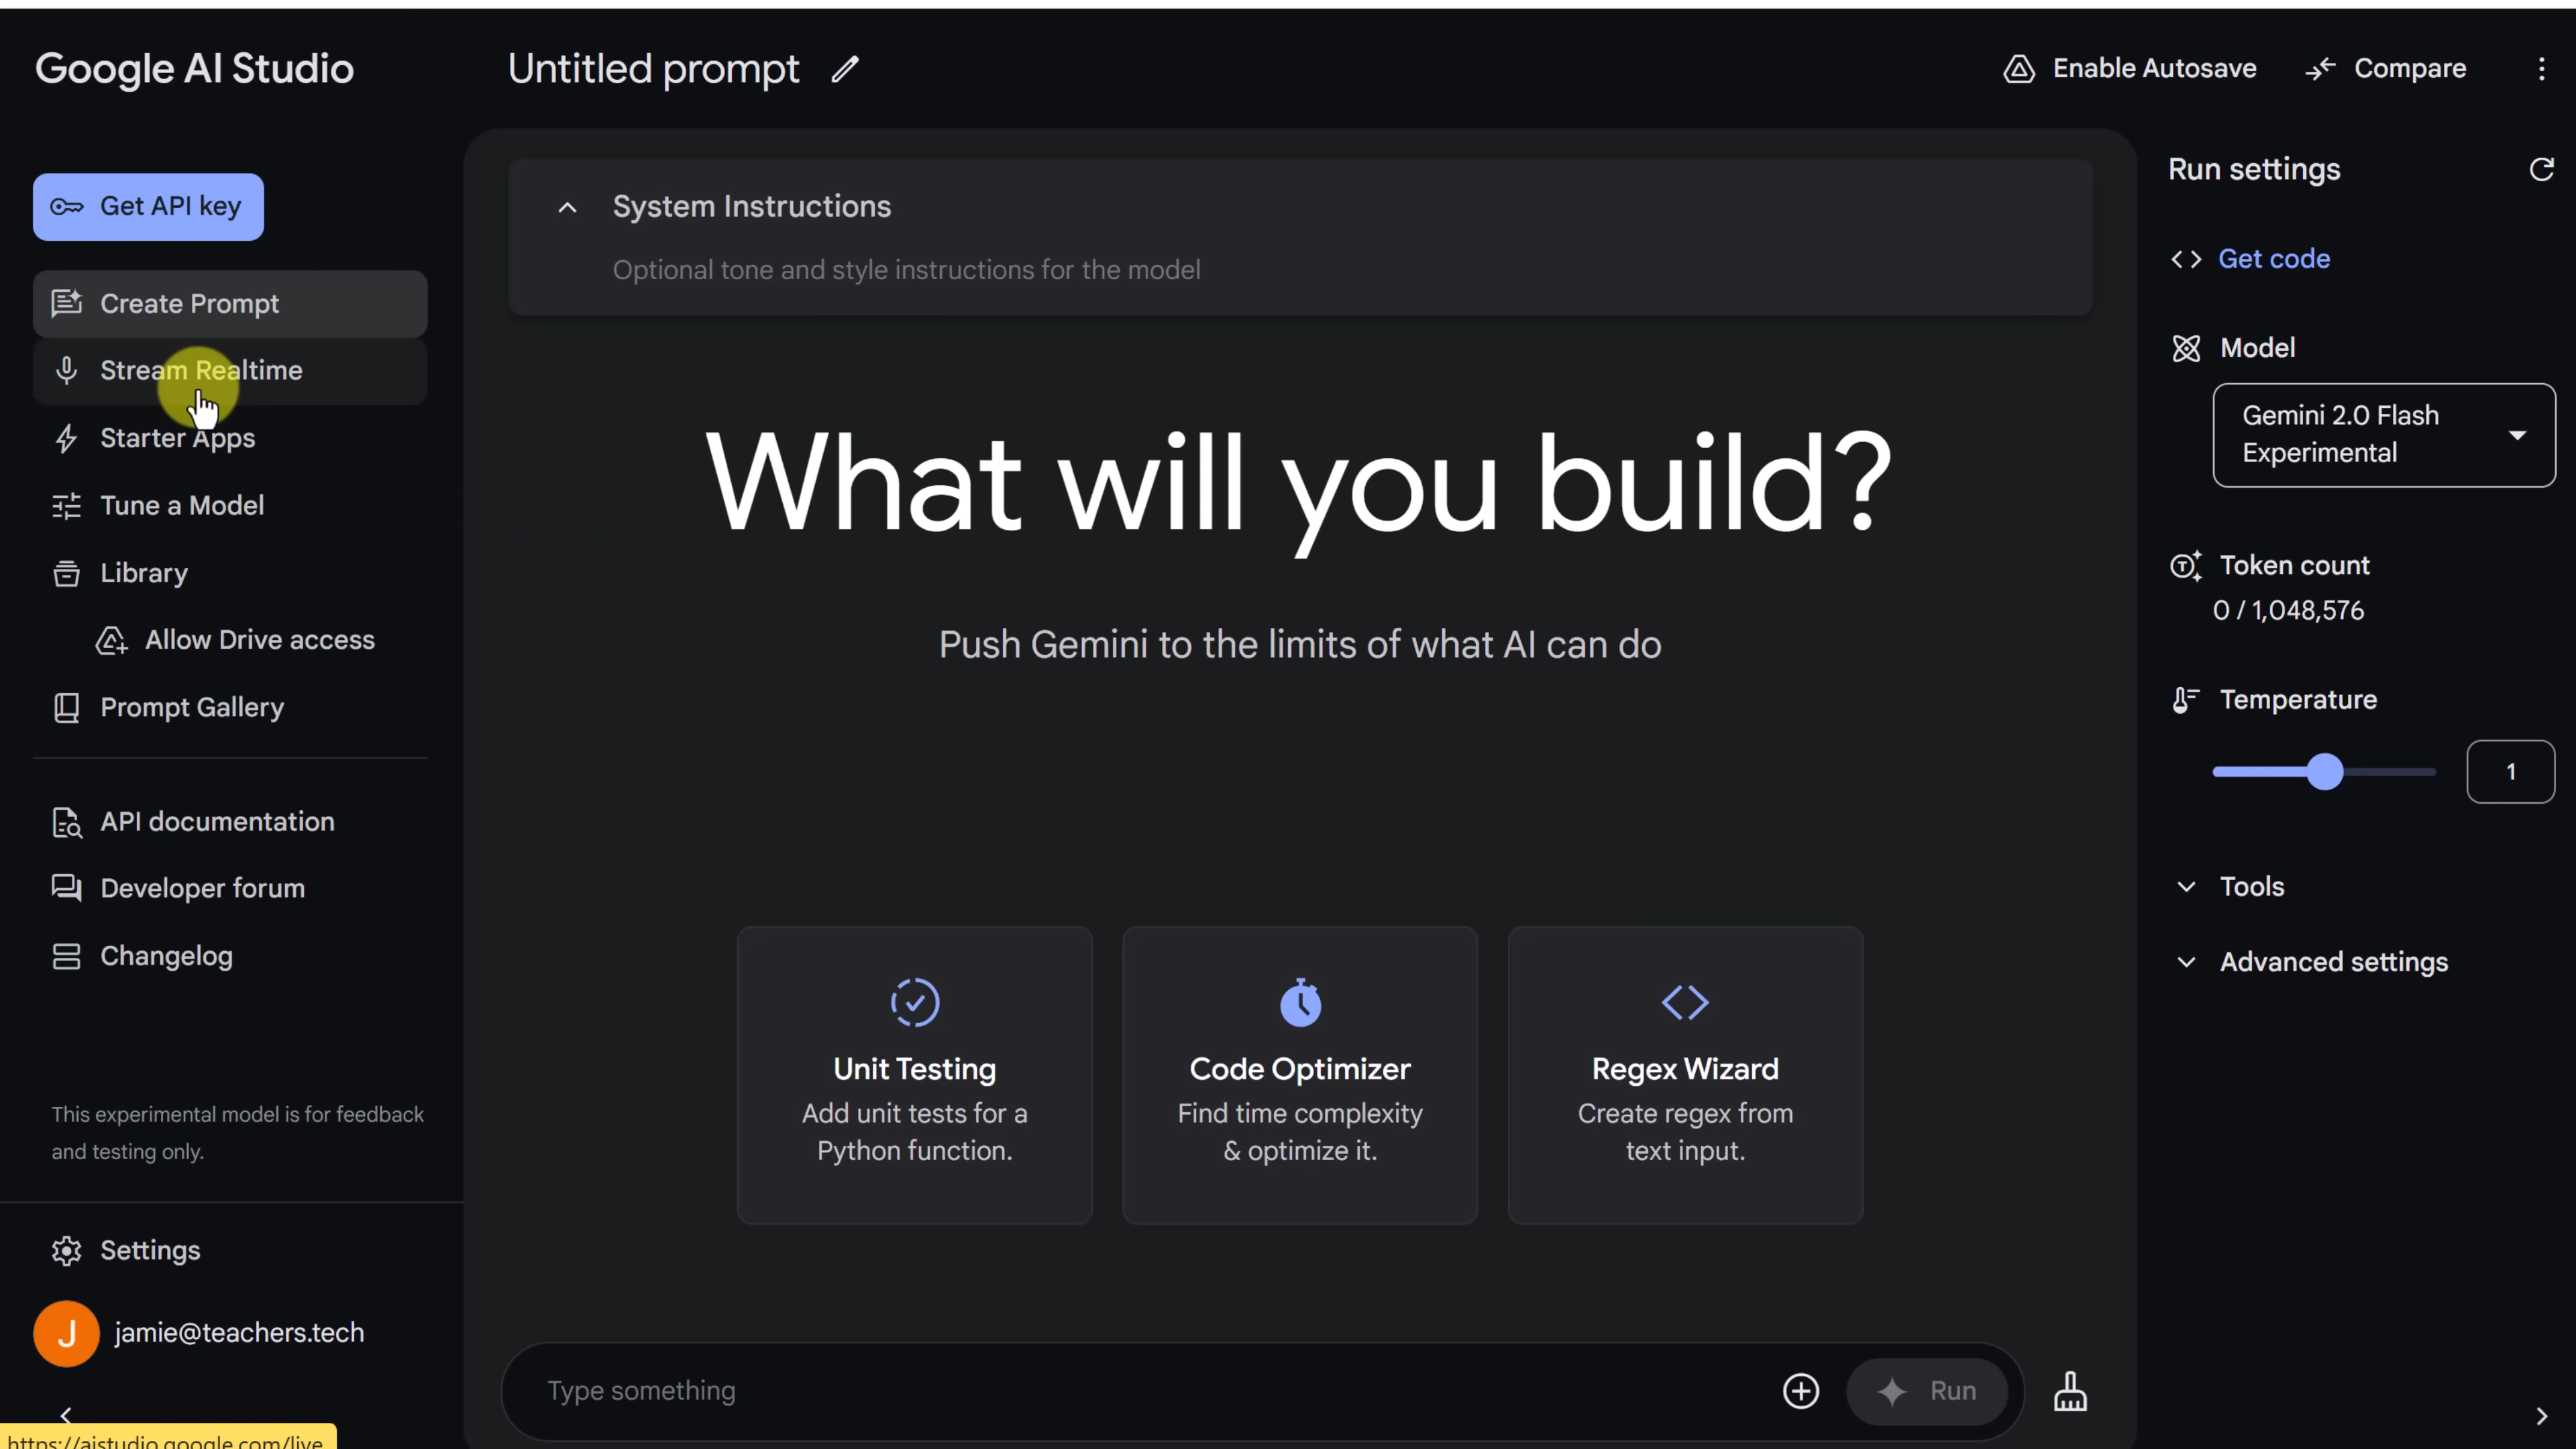 Google AI Studio
Untitled prompt
Enable Autosave
Compare
Get API key
Create Prompt
Stream Realtime
Starter Apps
Tune a Model
Library
Allow Drive access
Prompt Gallery
API documentation
Developer forum
Changelog
This experimental model is for feedback
and testing only.
Settings
J
jamie@teachers.tech
https://aistudio.google.com/live
System Instructions
Optional tone and style instructions for the model
What will you build?
Push Gemini to the limits of what AI can do
Unit Testing
Add unit tests for a
Python function.
Code Optimizer
Find time complexity
& optimize it.
Regex Wizard
Create regex from
text input.
Type something
Run
Run settings
Get code
Model
Gemini 2.0 Flash
Experimental
Token count
0 / 1,048,576
Temperature
1
Tools
Advanced settings